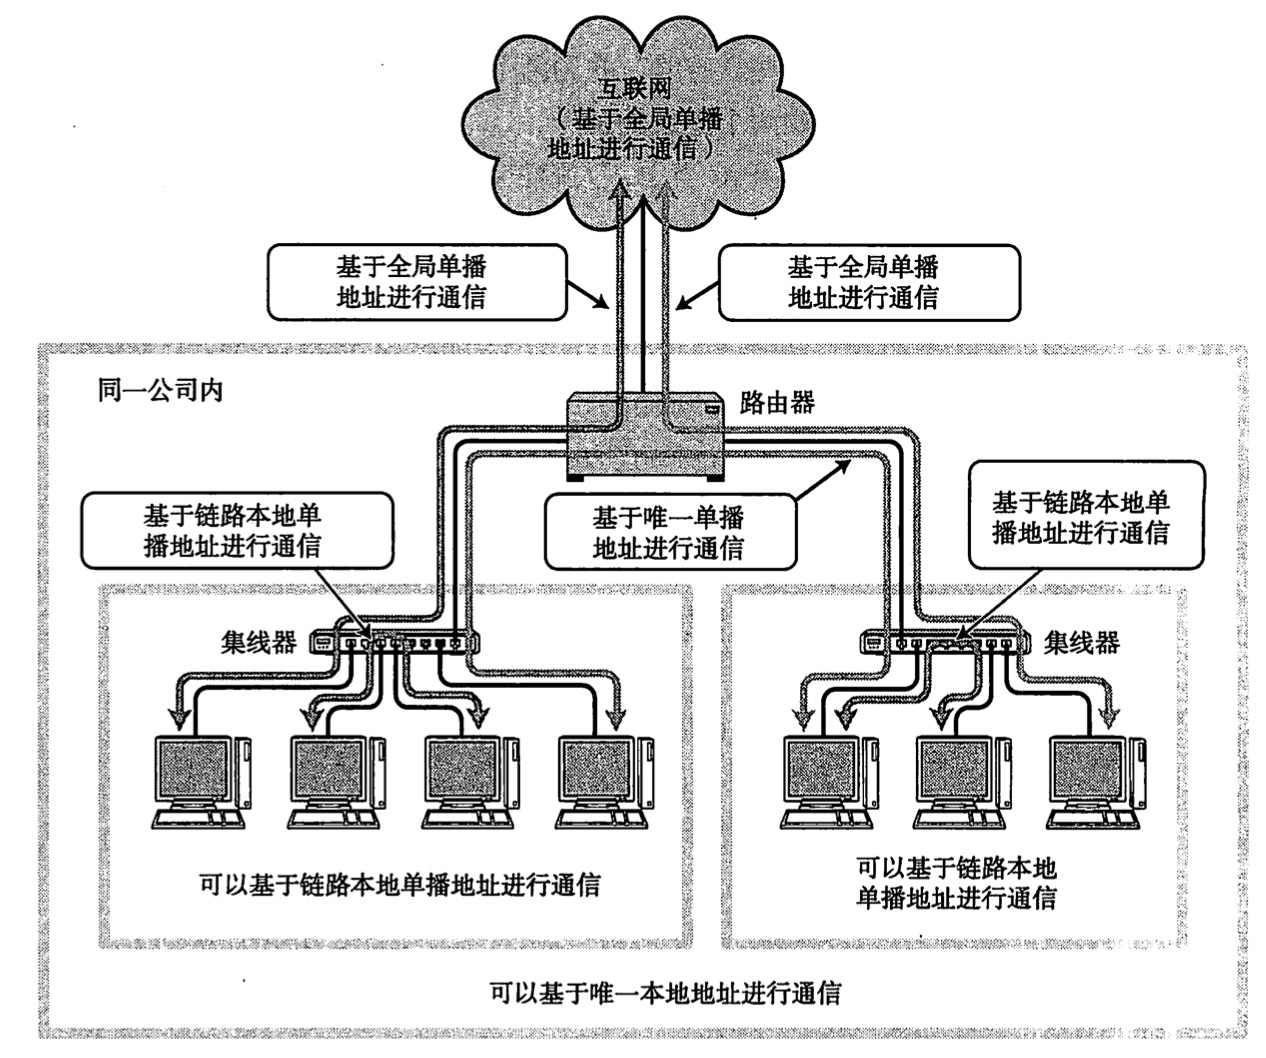 互联网
（基于全局单播
地址进行通信）
基于全局单播
地址进行通信
基于全局单播
地址进行通信
同一公司内
路由器
基于链路本地单
播地址进行通信
基于唯一单播
地址进行通信
基于链路本地单
播地址进行通信
集线器
集线器
可以基于链路本地单播地址进行通信
可以基于链路本地
单播地址进行通信
可以基于唯一本地地址进行通信